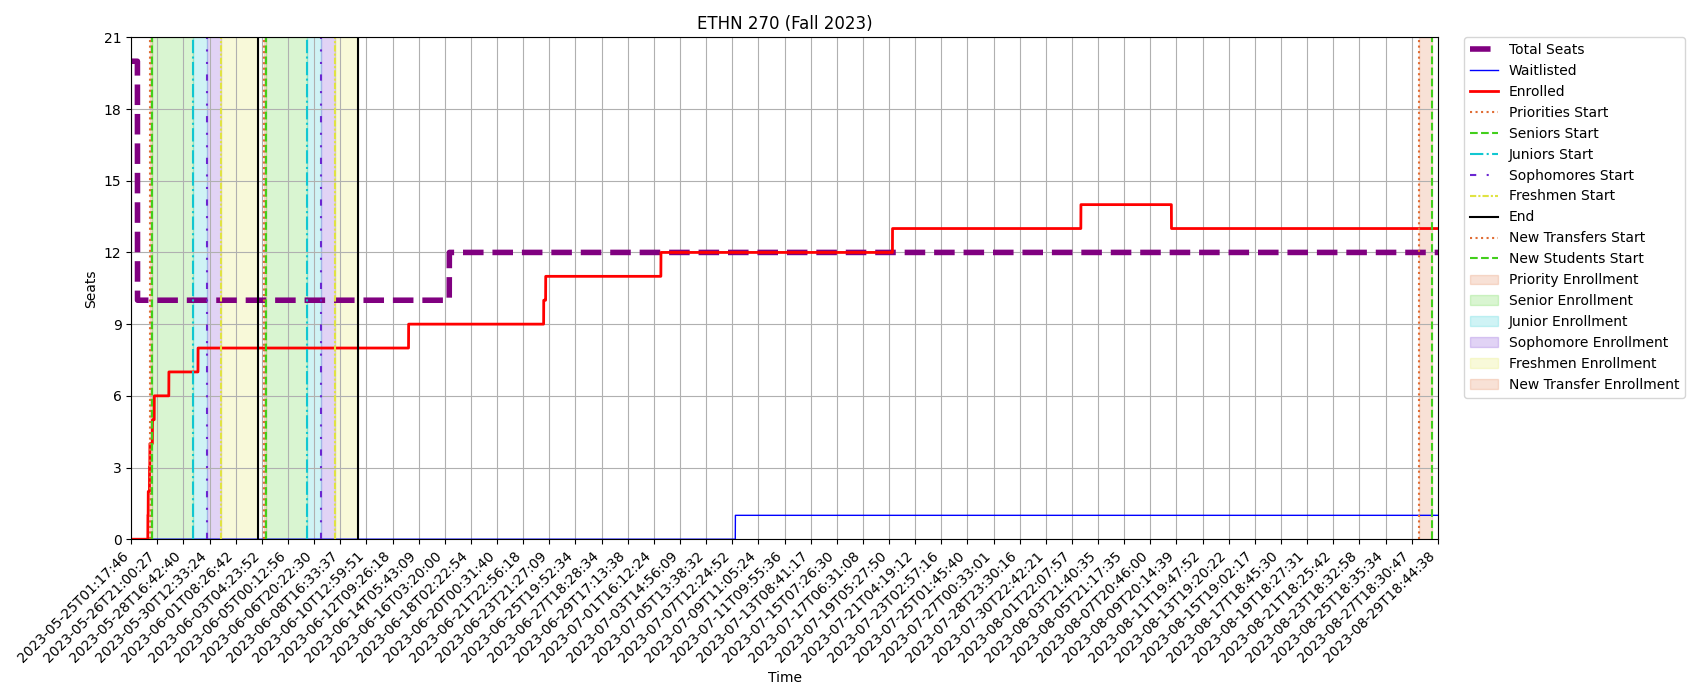 ETHN 270 (Fall 2023)
21
18
15
12
9
6
3
0
Seats
2023-05-25T01:17:46
2023-05-26T21:00:27
2023-05-28T16:42:40
2023-05-30T12:33:24
2023-06-01T08:26:42
2023-06-03T04:23:52
2023-06-05T00:12:56
2023-06-06T20:22:30
2023-06-08T16:33:37
2023-06-10T12:59:51
2023-06-12T09:26:18
2023-06-14T05:43:09
2023-06-16T03:20:00
2023-06-18T02:22:54
2023-06-20T00:31:40
2023-06-21T22:56:18
2023-06-23T21:27:09
2023-06-25T19:52:34
2023-06-27T18:28:34
2023-06-29T17:13:38
2023-07-01T16:12:24
2023-07-03T14:56:09
2023-07-05T13:38:32
2023-07-07T12:24:52
2023-07-09T11:05:24
2023-07-11T09:55:36
2023-07-13T08:41:17
2023-07-15T07:26:30
2023-07-17T06:31:08
2023-07-19T05:27:50
2023-07-21T04:19:12
2023-07-23T02:57:16
2023-07-25T01:45:40
2023-07-27T00:33:01
2023-07-28T23:30:16
2023-07-30T22:42:21
2023-08-01T22:07:57
2023-08-03T21:40:35
2023-08-05T21:17:35
2023-08-07T20:46:00
2023-08-09T20:14:39
2023-08-11T19:47:52
2023-08-13T19:20:22
2023-08-15T19:02:17
2023-08-17T18:45:30
2023-08-19T18:27:31
2023-08-21T18:25:42
2023-08-23T18:32:58
2023-08-25T18:35:34
2023-08-27T18:30:47
2023-08-29T18:44:38
Time
Total Seats
Waitlisted
Enrolled
Priorities Start
Seniors Start
Juniors Start
Sophomores Start
Freshmen Start
End
New Transfers Start
New Students Start
Priority Enrollment
Senior Enrollment
Junior Enrollment
Sophomore Enrollment
Freshmen Enrollment
New Transfer Enrollment